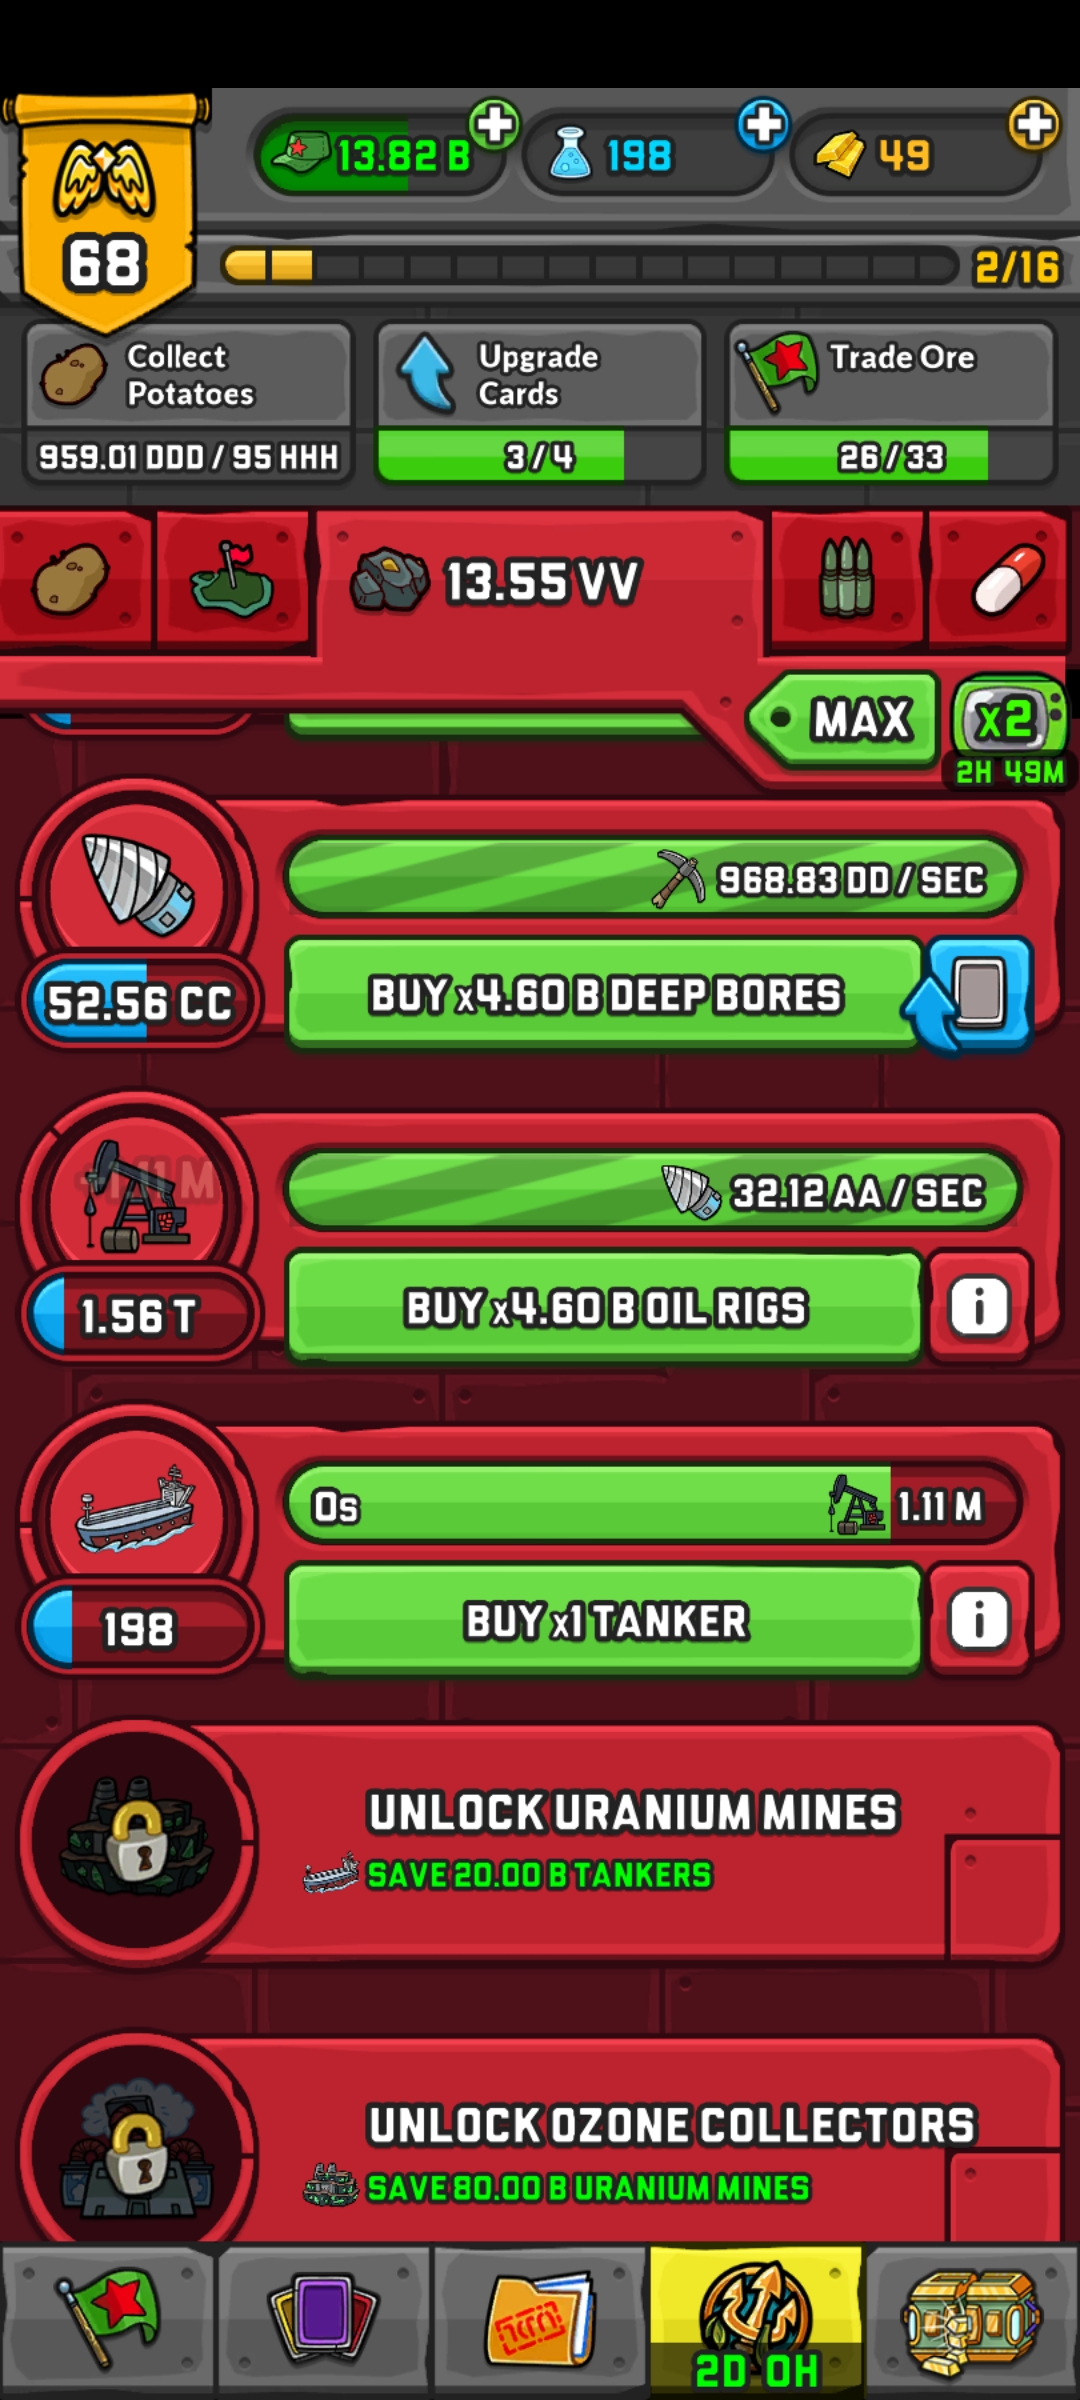 13.82 B
198
49
68
2/16
Collect
Potatoes
Upgrade
Cards
Trade Ore
959.01 DDD / 95 HHH
3/4
26/33
13.55 VV
MAX
x2
2H 49M
968.83 DD / SEC
52.56 CC
BUY x4.60 B DEEP BORES
32.12 AA / SEC
1.56 T
BUY x4.60 B OIL RIGS
i
0s
1.11 M
198
BUY x1 TANKER
i
UNLOCK URANIUM MINES
SAVE 20.00 B TANKERS
UNLOCK OZONE COLLECTORS
SAVE 80.00 B URANIUM MINES
2D 0H